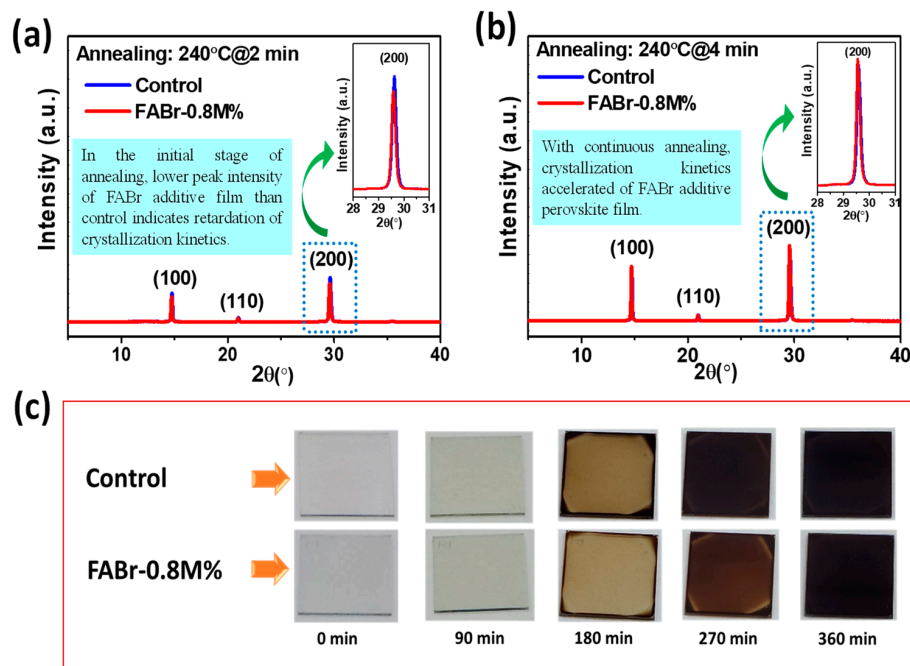 (a)
Annealing: 240°C@2 min
Control
FABr-0.8M%
In the initial stage of
annealing, lower peak intensity
of FABr additive film than
control indicates retardation of
crystallization kinetics.
Intensity (a.u.)
(200)
Intensity (a.u.)
28 29 30 31
2θ(°)
(100)
(110)
(200)
10 20 30 40
2θ(°)
(b)
Annealing: 240°C@4 min
Control
FABr-0.8M%
With continuous annealing,
crystallization kinetics
accelerated of FABr additive
perovskite film.
Intensity (a.u.)
(200)
Intensity (a.u.)
28 29 30 31
2θ(°)
(100)
(110)
(200)
10 20 30 40
2θ(°)
(c)
Control
FABr-0.8M%
0 min 90 min 180 min 270 min 360 min